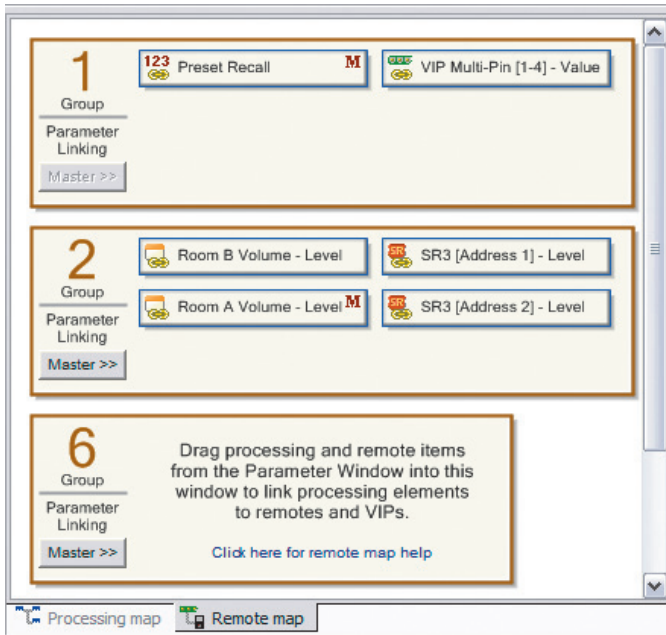 1
Group
Parameter
Linking
Master >>
123 Preset Recall M
VIP Multi-Pin [1-4] - Value
2
Group
Parameter
Linking
Master >>
Room B Volume - Level
SR SR3 [Address 1] - Level
Room A Volume - Level M
SR SR3 [Address 2] - Level
6
Group
Parameter
Linking
Master >>
Drag processing and remote items
from the Parameter Window into this
window to link processing elements
to remotes and VIPs.
Click here for remote map help
Processing map
Remote map